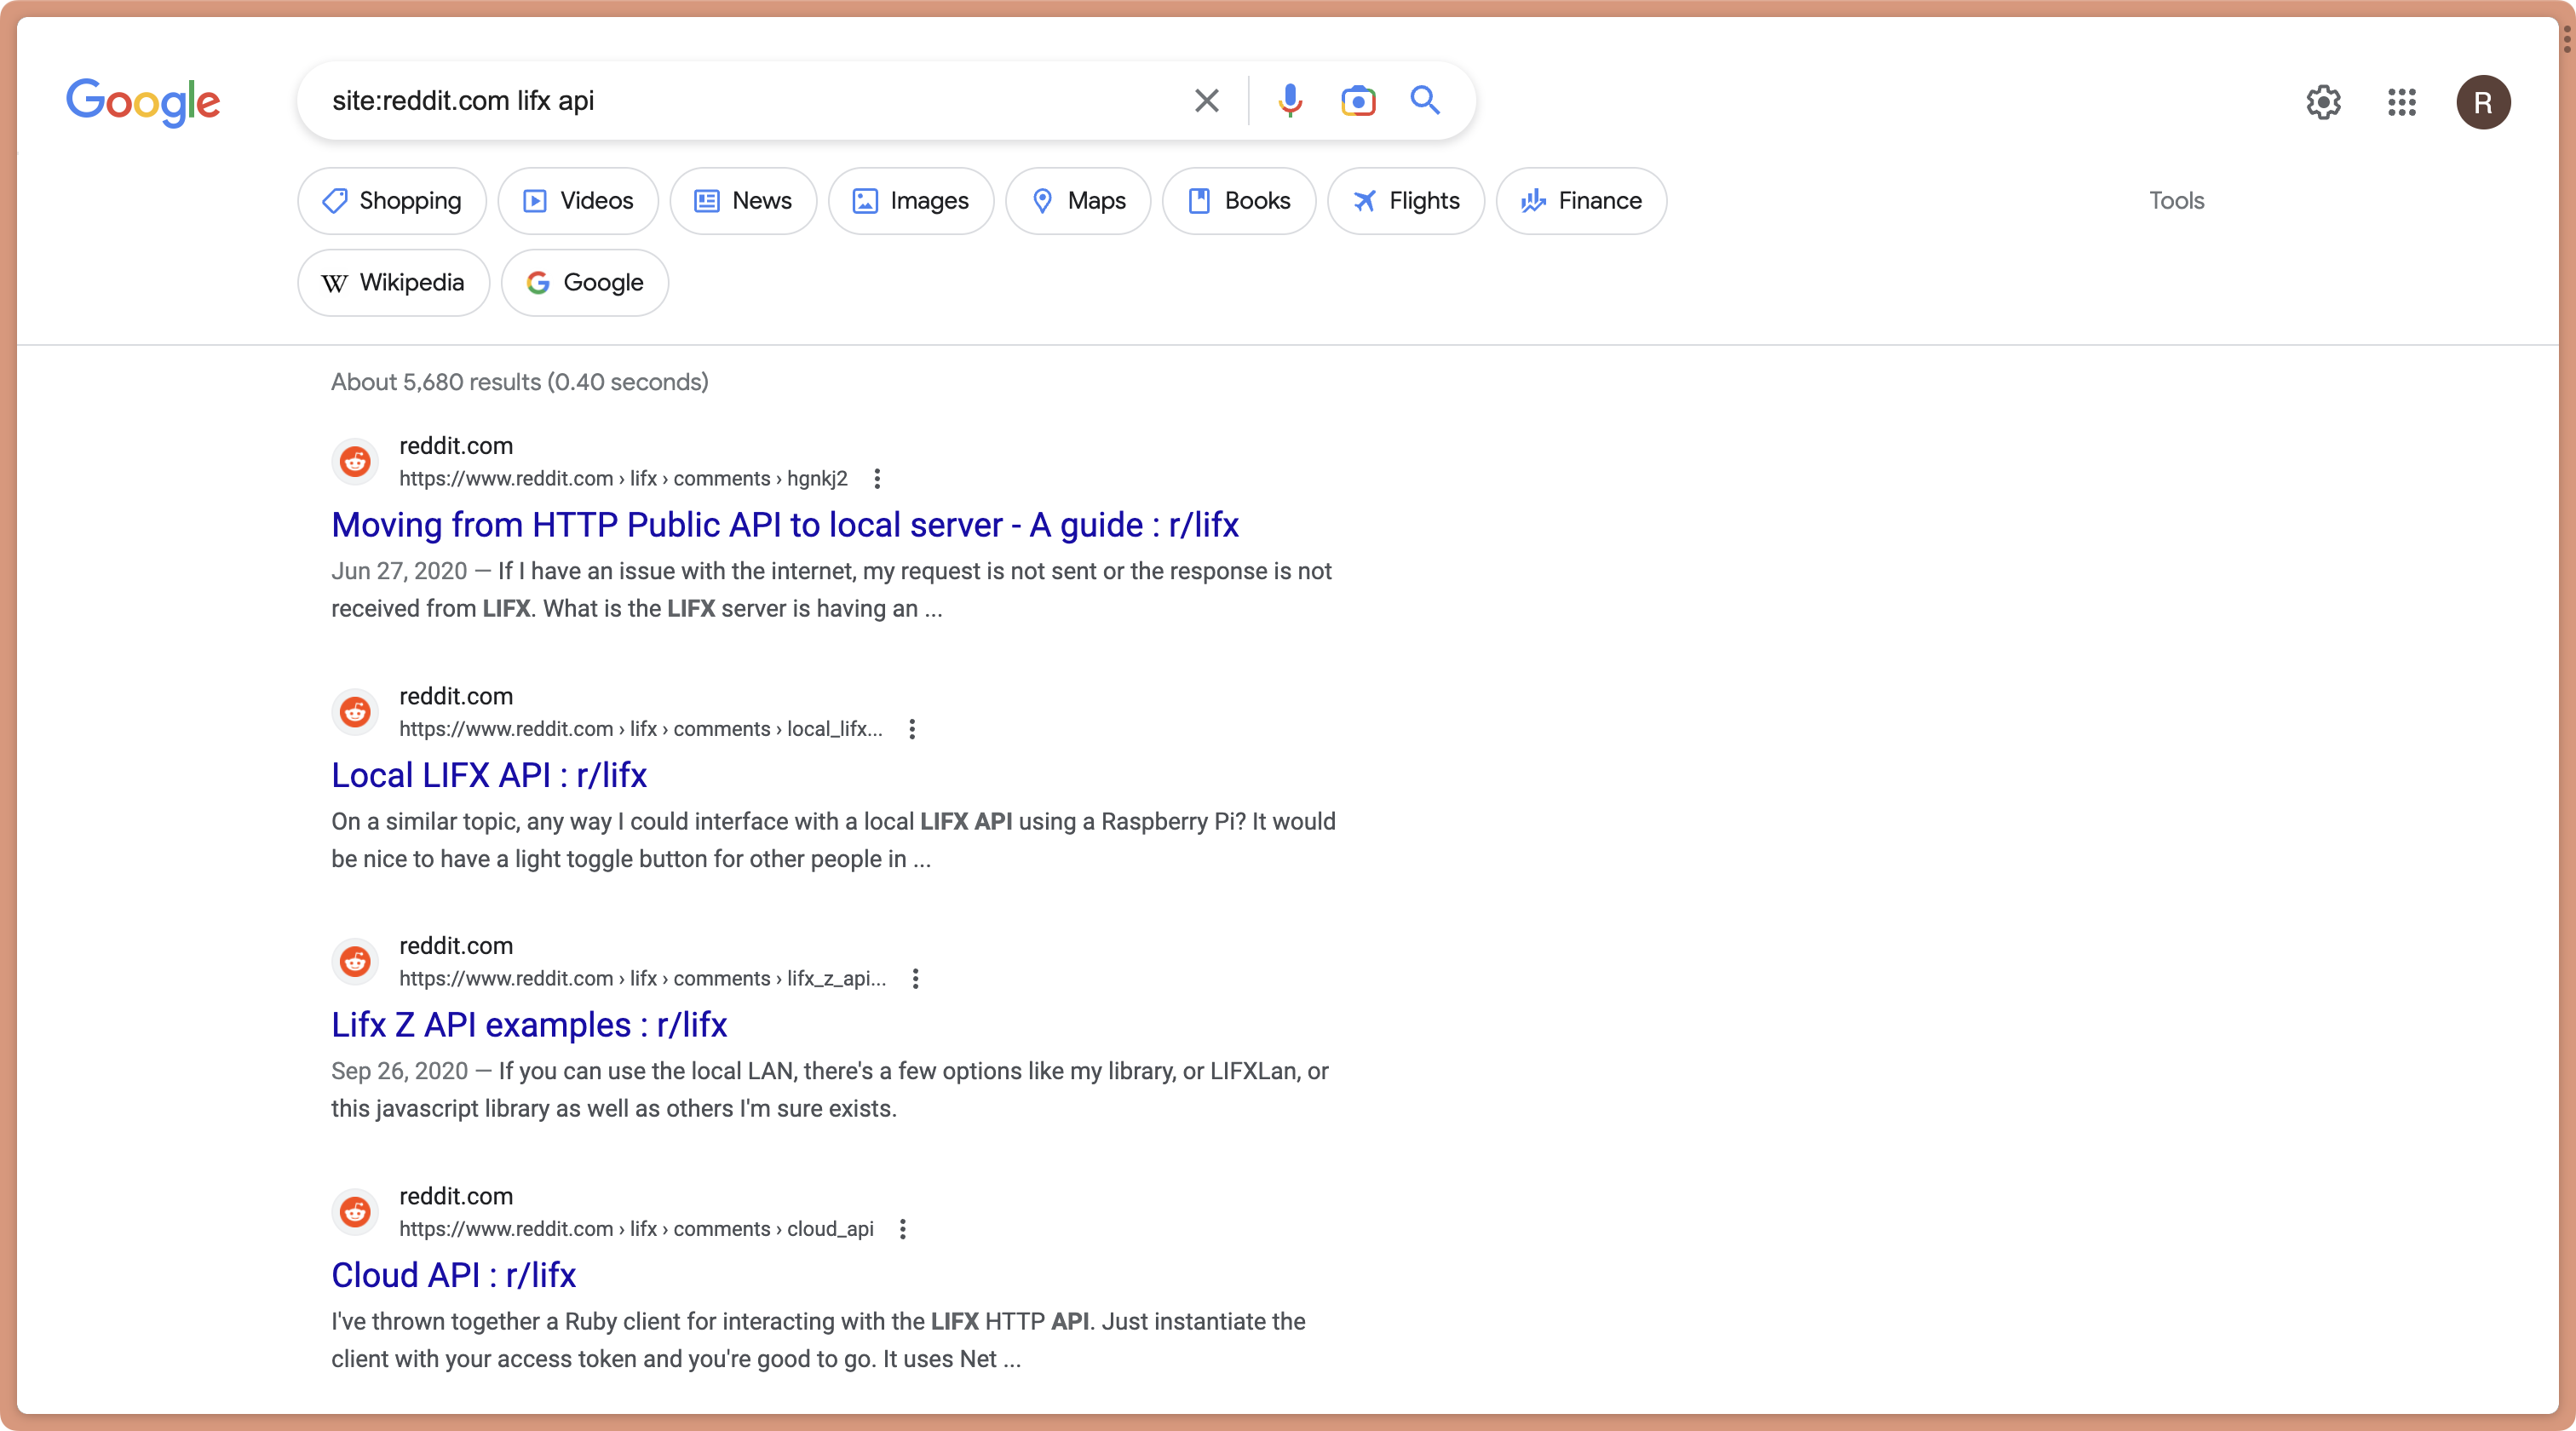 Google
site:reddit.com lifx api
R
Shopping
Videos
News
Images
Maps
Books
Flights
Finance
Tools
W Wikipedia
G Google
About 5,680 results (0.40 seconds)
reddit.com
https://www.reddit.com › lifx › comments › hgnkj2
Moving from HTTP Public API to local server - A guide : r/lifx
Jun 27, 2020 — If I have an issue with the internet, my request is not sent or the response is not
received from LIFX. What is the LIFX server is having an ...
reddit.com
https://www.reddit.com › lifx › comments › local_lifx...
Local LIFX API : r/lifx
On a similar topic, any way I could interface with a local LIFX API using a Raspberry Pi? It would
be nice to have a light toggle button for other people in ...
reddit.com
https://www.reddit.com › lifx › comments › lifx_z_api...
Lifx Z API examples : r/lifx
Sep 26, 2020 — If you can use the local LAN, there's a few options like my library, or LIFXLan, or
this javascript library as well as others I'm sure exists.
reddit.com
https://www.reddit.com › lifx › comments › cloud_api
Cloud API : r/lifx
I've thrown together a Ruby client for interacting with the LIFX HTTP API. Just instantiate the
client with your access token and you're good to go. It uses Net ...